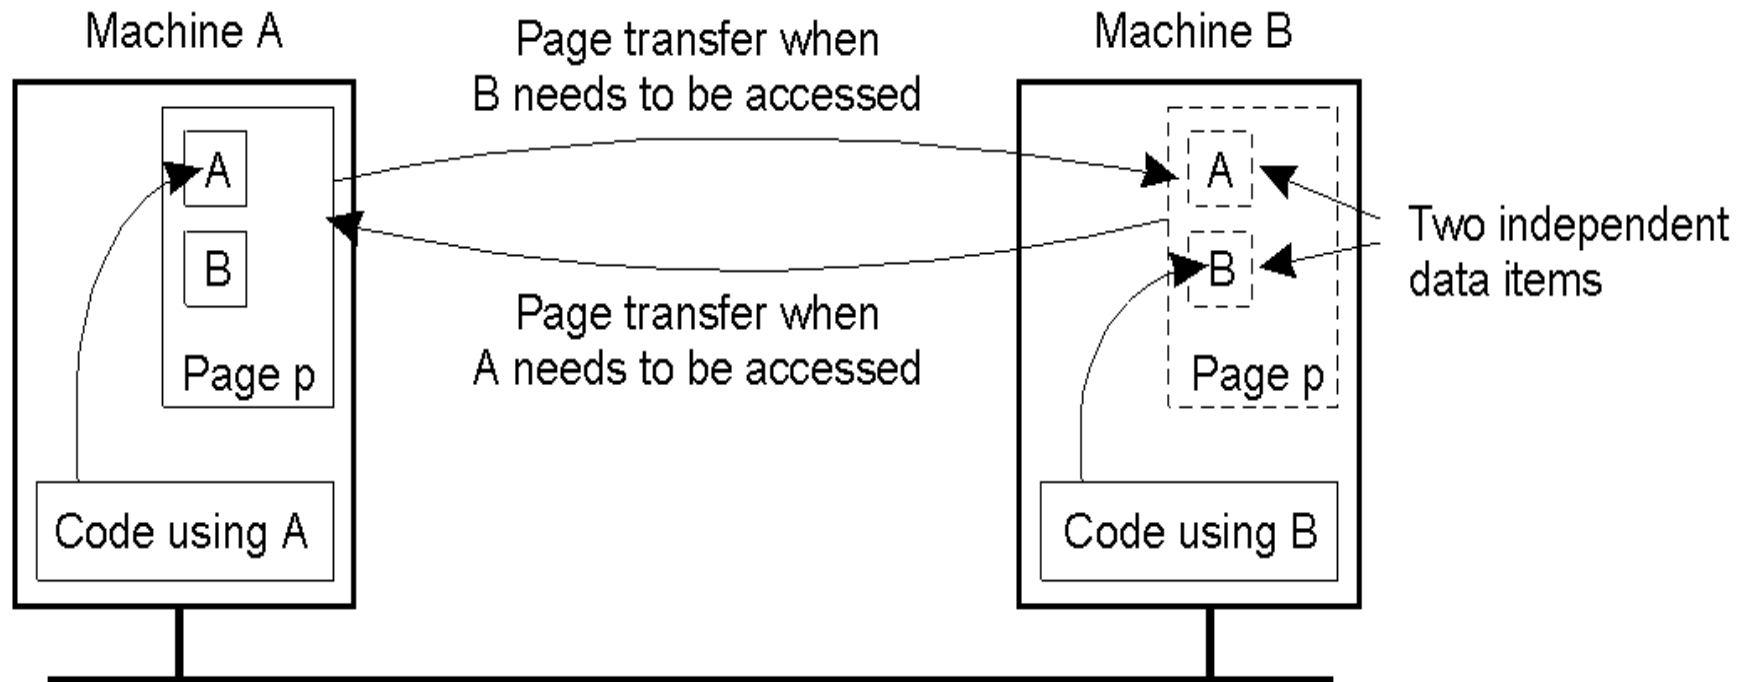 Machine A
Page transfer when
B needs to be accessed
Machine B
A
B
Page p
Code using A
Page transfer when
A needs to be accessed
A
B
Page p
Code using B
Two independent
data items